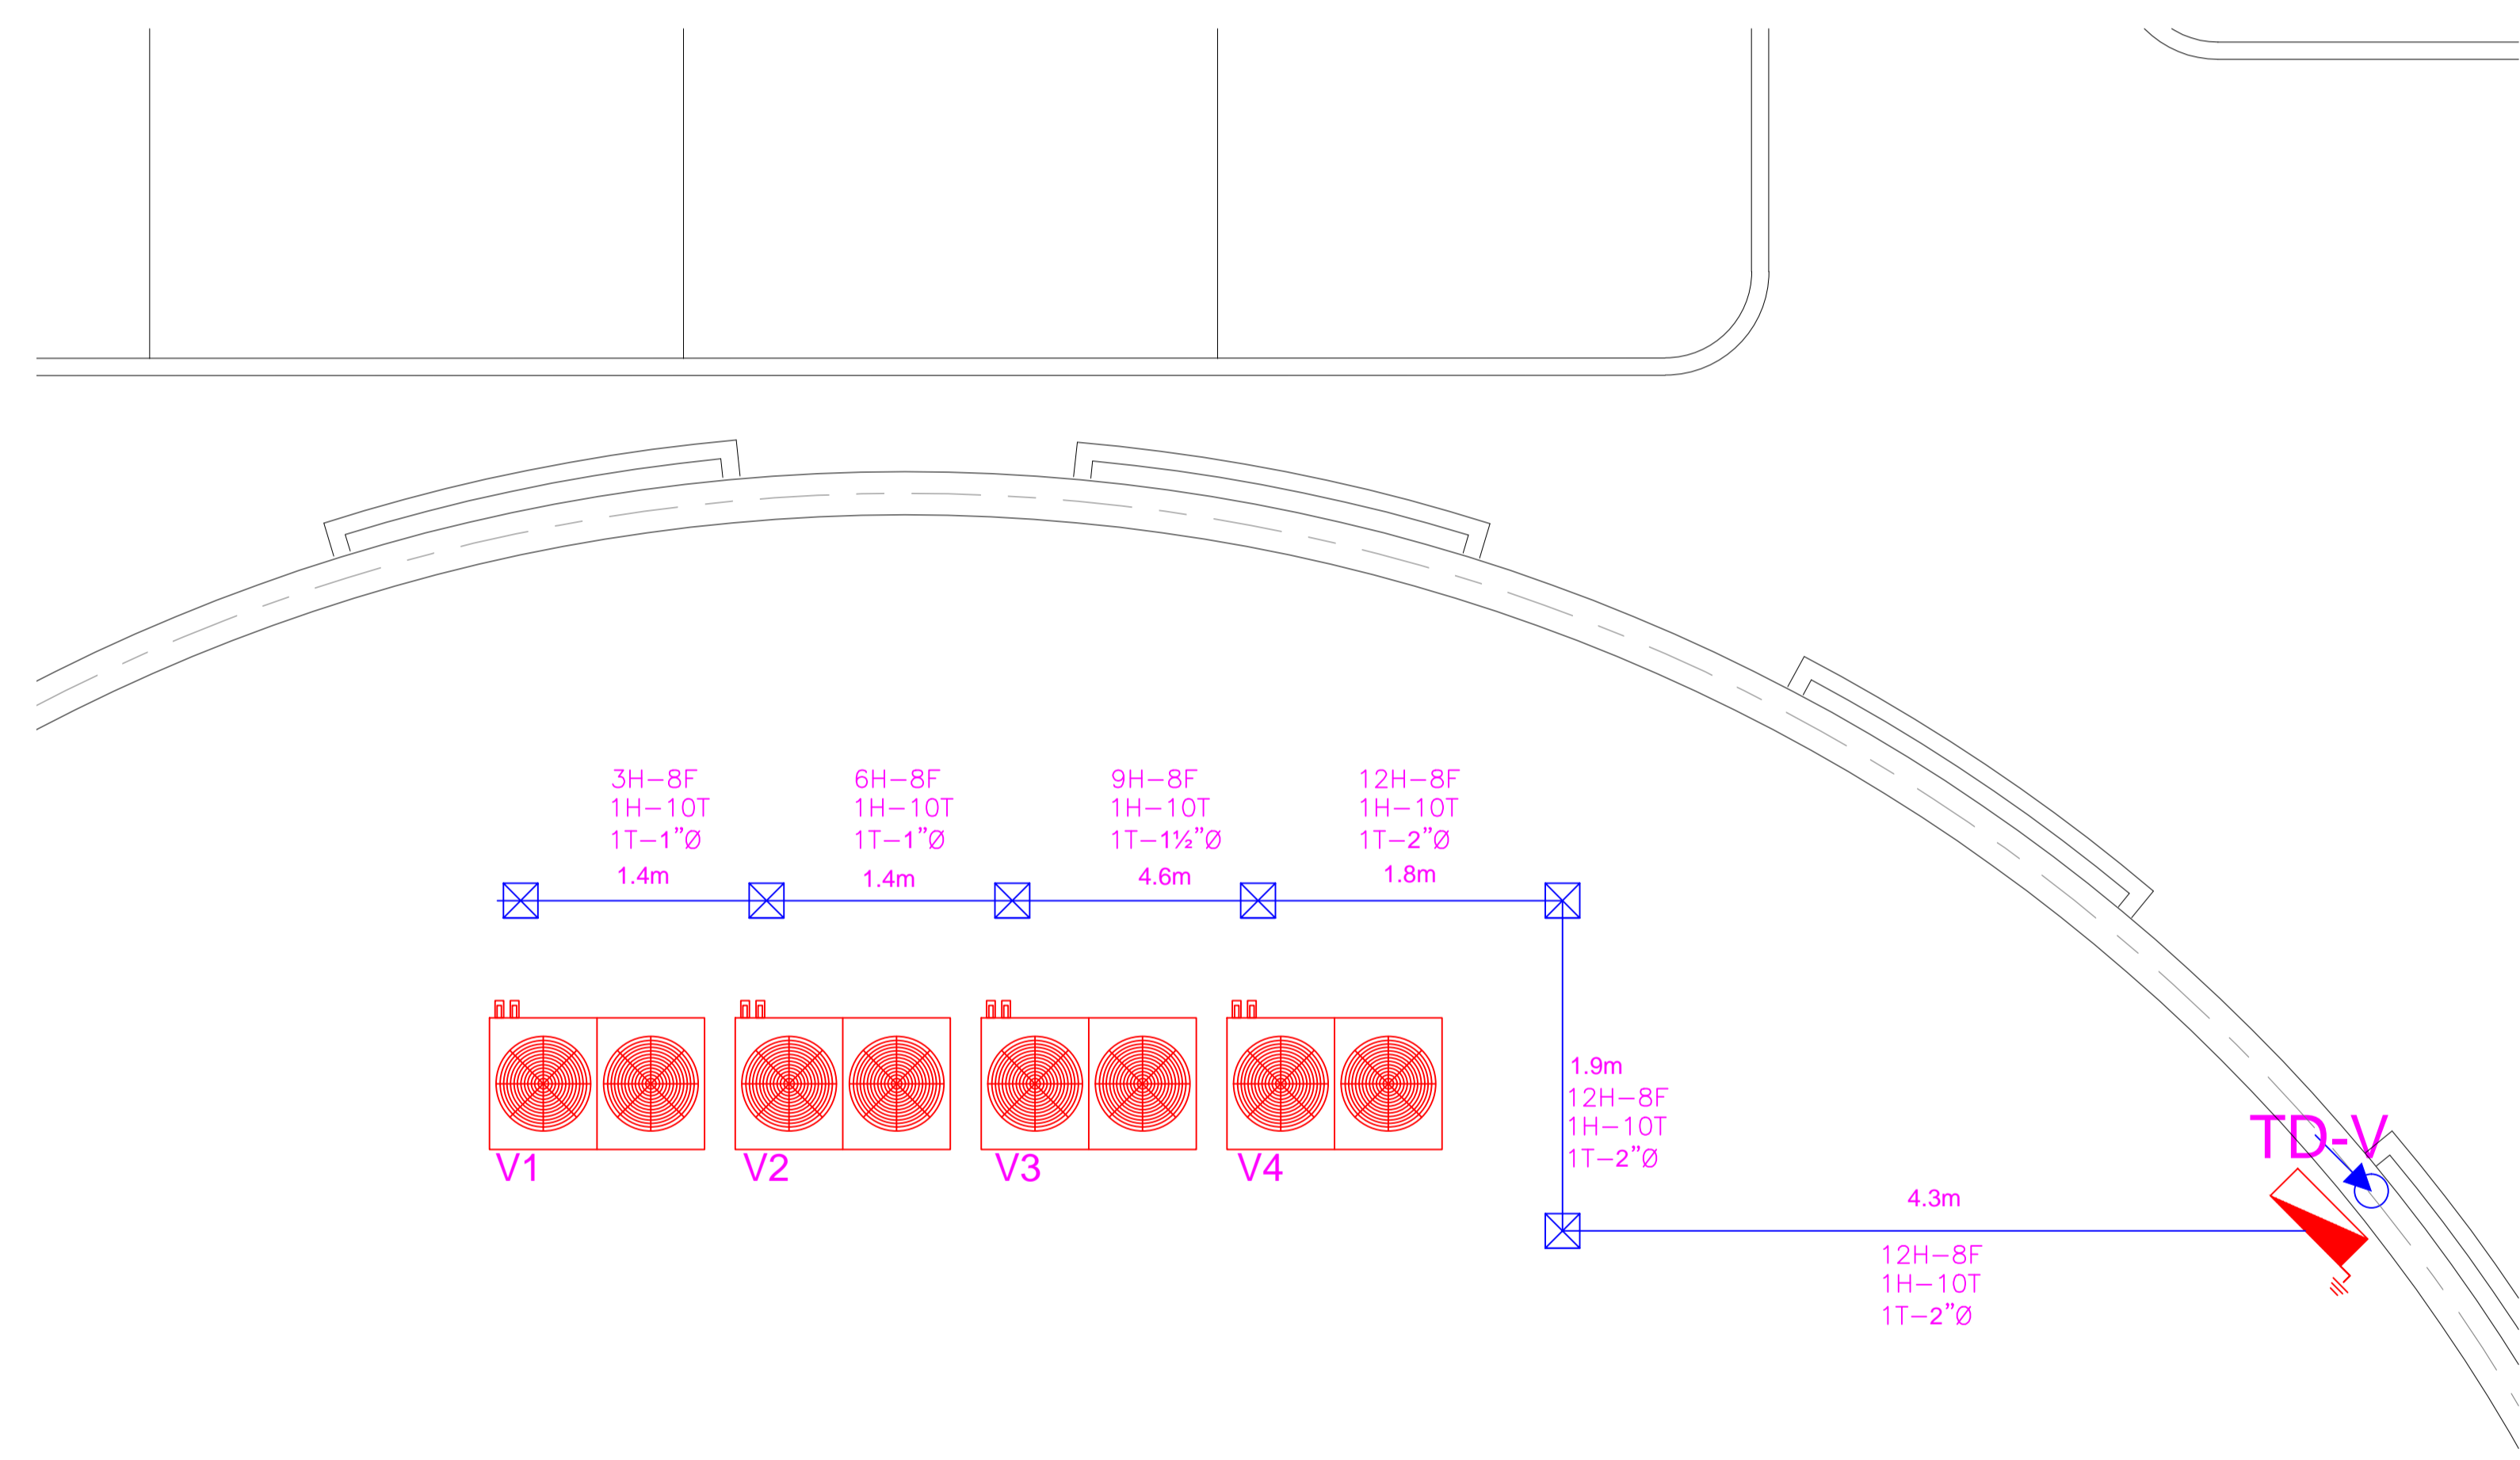 3H-8F
1H-10T
1T-1”Ø
1.4m
6H-8F
1H-10T
1T-1”Ø
1.4m
9H-8F
1H-10T
1T-1½”Ø
4.6m
12H-8F
1H-10T
1T-2”Ø
1.8m
1.9m
12H-8F
1H-10T
1T-2”Ø
TD-V
V1
V2
V3
V4
4.3m
12H-8F
1H-10T
1T-2”Ø